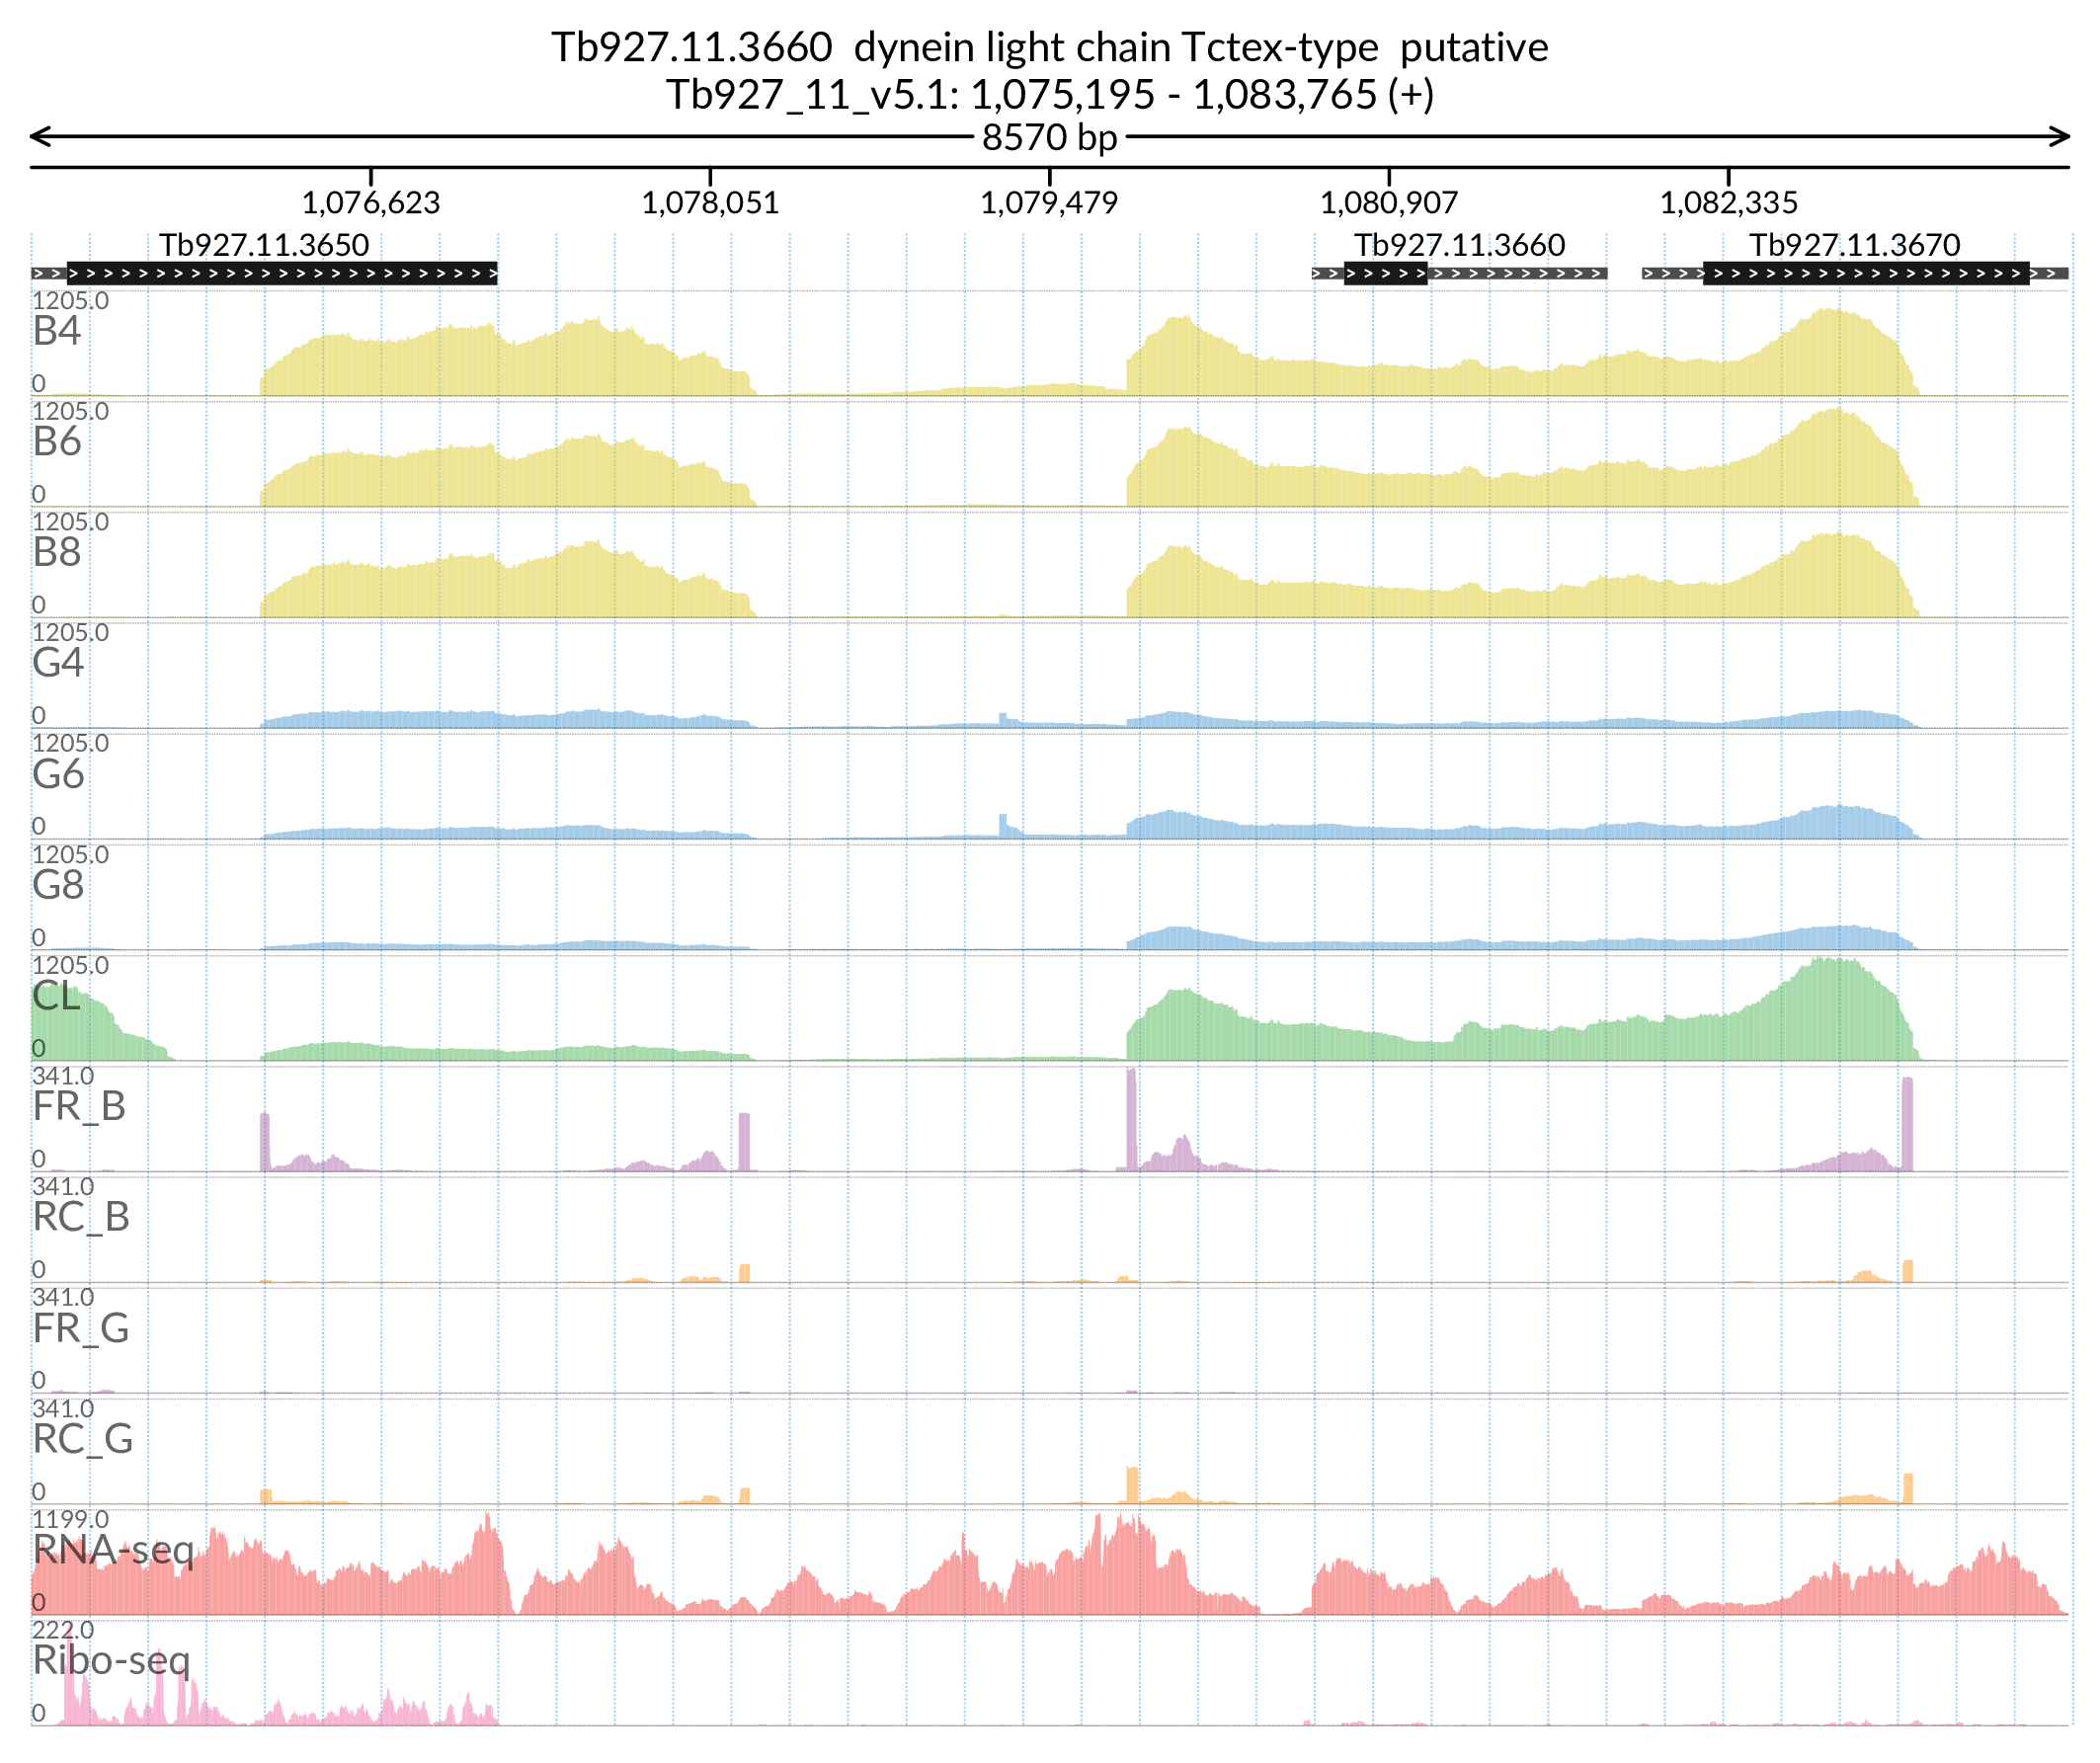 Tb927.11.3660  dynein light chain Tctex-type  putative
Tb927_11_v5.1: 1,075,195 - 1,083,765 (+)
8570 bp
1,076,623 1,078,051 1,079,479 1,080,907 1,082,335
Tb927.11.3650 Tb927.11.3660 Tb927.11.3670
1205.0
B4
0
1205.0
B6
0
1205.0
B8
0
1205.0
G4
0
1205.0
G6
0
1205.0
G8
0
1205.0
CL
0
341.0
FR_B
0
341.0
RC_B
0
341.0
FR_G
0
341.0
RC_G
0
1199.0
RNA-seq
0
222.0
Ribo-seq
0